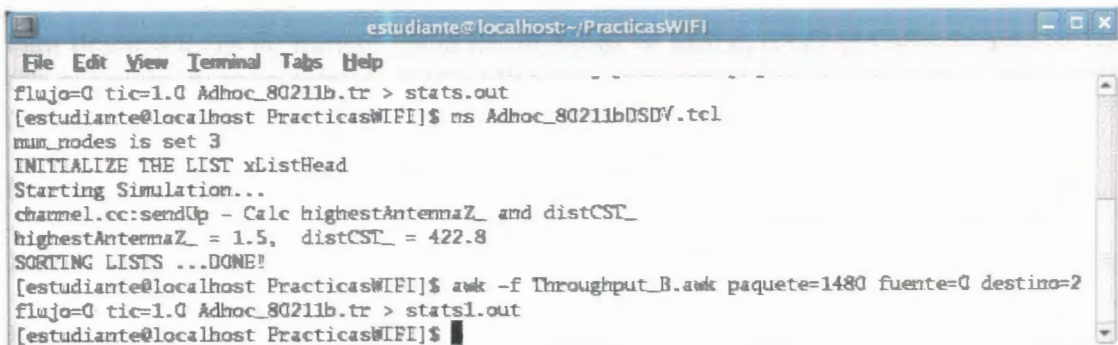 estudiante@localhost:~/PracticasWIFI
File Edit View Terminal Tabs Help
flujo=0 tic=1.0 Adhoc_80211b.tr > stats.out
[estudiante@localhost PracticasWIFI]$ ns Adhoc_80211bDSDV.tcl
num_nodes is set 3
INITIALIZE THE LIST xListHead
Starting Simulation...
channel.cc:sendUp - Calc highestAntennaZ_ and distCST_
highestAntennaZ_ = 1.5, distCST_ = 422.8
SORTING LISTS ...DONE!
[estudiante@localhost PracticasWIFI]$ awk -f Throughput_B.awk paquete=1480 fuente=0 destino=2
flujo=0 tic=1.0 Adhoc_80211b.tr > stats1.out
[estudiante@localhost PracticasWIFI]$